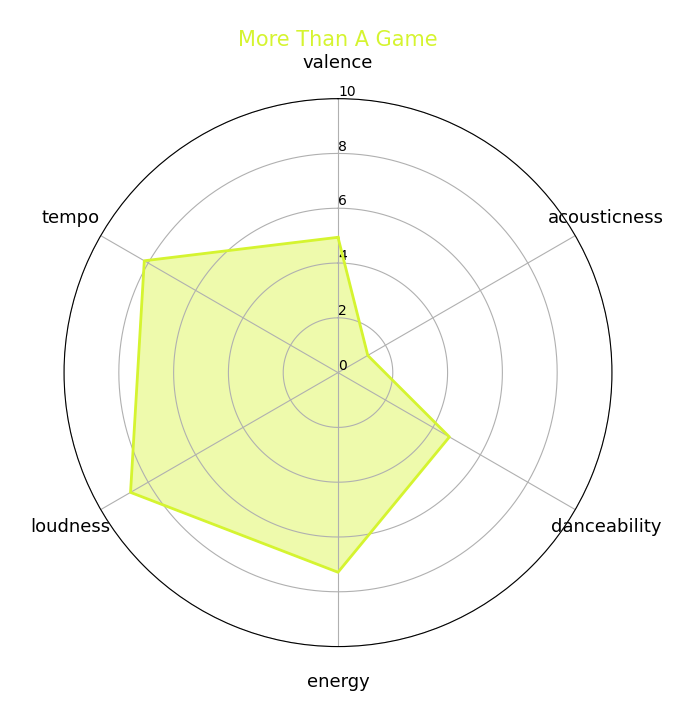 More Than A Game
valence
10
8
tempo
6
acousticness
4
2
0
loudness
danceability
energy